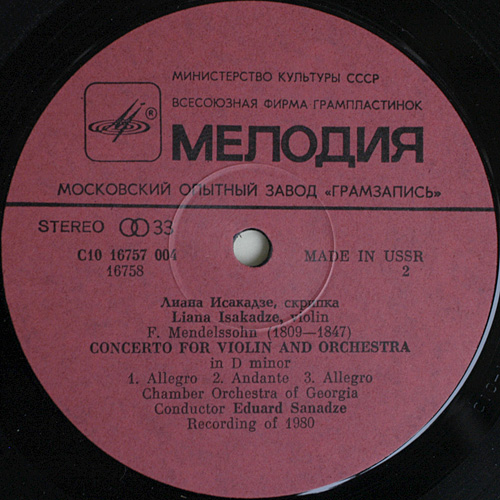 МИНИСТЕРСТВО КУЛЬТУРЫ СССР
ВСЕСОЮЗНАЯ ФИРМА ГРАМПЛАСТИНОК
®
МЕЛОДИЯ
МОСКОВСКИЙ ОПЫТНЫЙ ЗАВОД «ГРАМЗАПИСЬ»
STEREO 33
С10 16757 004 MADE IN USSR
16758 2
Лиана Исакадзе, скрипка
Liana Isakadze, violin
F. Mendelssohn (1809—1847)
CONCERTO FOR VIOLIN AND ORCHESTRA
in D minor
1. Allegro 2. Andante 3. Allegro
Chamber Orchestra of Georgia
Conductor Eduard Sanadze
Recording of 1980